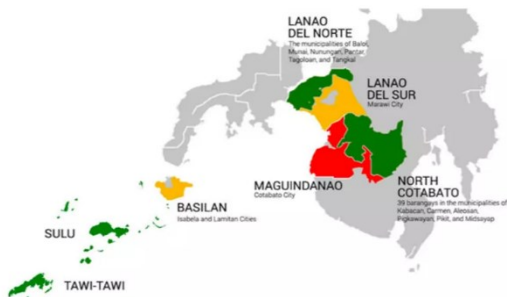 LANAO
DEL NORTE
The municipalities of Baloi,
Munai, Nunungan, Pantar,
Tagoloan, and Tangkal
LANAO
DEL SUR
Marawi City
MAGUINDANAO
Cotabato City
NORTH
COTABATO
39 barangays in the municipalities of
Kabacan, Carmen, Aleosan,
Pigkawayan, Pikit, and Midsayap
BASILAN
Isabela and Lamitan Cities
SULU
TAWI-TAWI